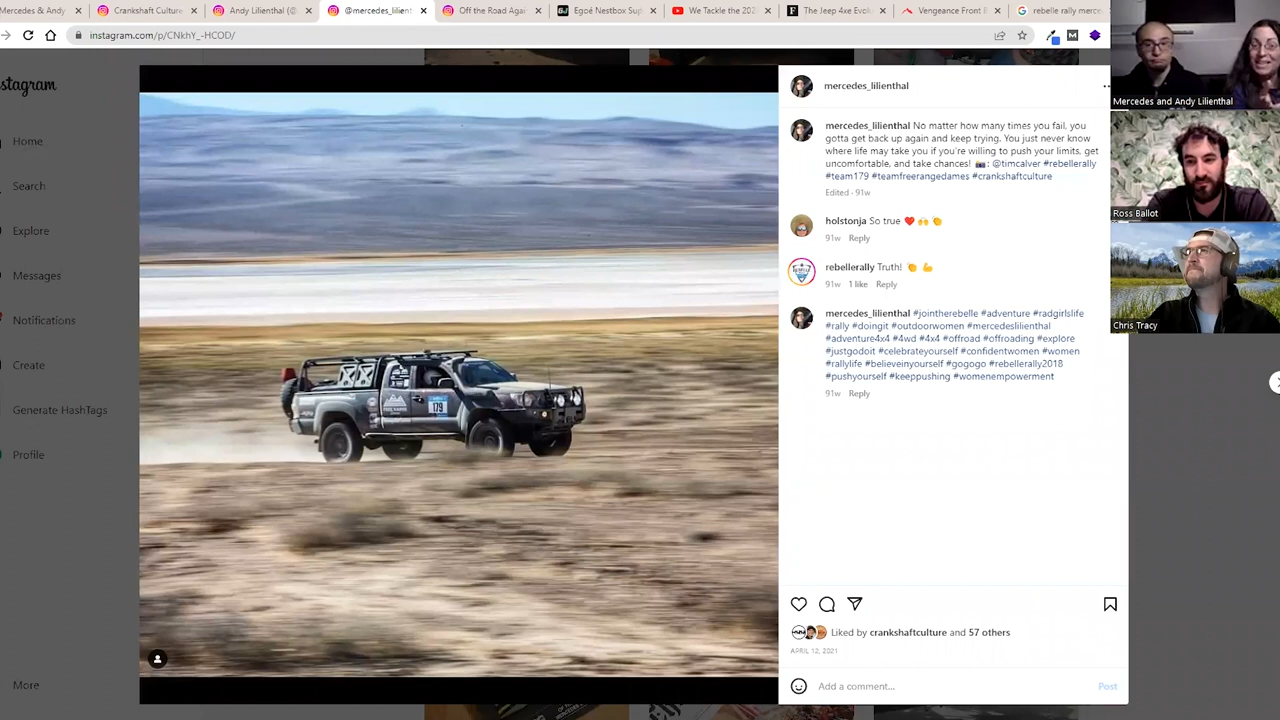 Mercedes & Andy
Crankshaft Culture
Andy Lilienthal (@
@mercedes_lilient
Off the Road Again
Egoé Nestbox Sup
We Tackle the 202
The Jeep 4xe Evolu
Vengeance Front B
rebelle rally merce
instagram.com/p/CNkhY_-HCOD/
stagram
Home
Search
Explore
Messages
Notifications
Create
Generate HashTags
Profile
More
179
mercedes_lilienthal
mercedes_lilienthal No matter how many times you fail, you
gotta get back up again and keep trying. You just never know
where life may take you if you're willing to push your limits, get
uncomfortable, and take chances! 📸: @timcalver #rebellerally
#team179 #teamfreerangedames #crankshaftculture
Edited · 91w
holstonja So true ❤️ 🙌 👏
91w Reply
rebellerally Truth! 👏 💪
91w 1 like Reply
mercedes_lilienthal #jointherebelle #adventure #radgirlslife
#rally #doingit #outdoorwomen #mercedeslilienthal
#adventure4x4 #4wd #4x4 #offroad #offroading #explore
#justgodoit #celebrateyourself #confidentwomen #women
#rallylife #believeinyourself #gogogo #rebellerally2018
#pushyourself #keeppushing #womenempowerment
91w Reply
Liked by crankshaftculture and 57 others
APRIL 12, 2021
Add a comment...
Post
Mercedes and Andy Lilienthal
Ross Ballot
Chris Tracy